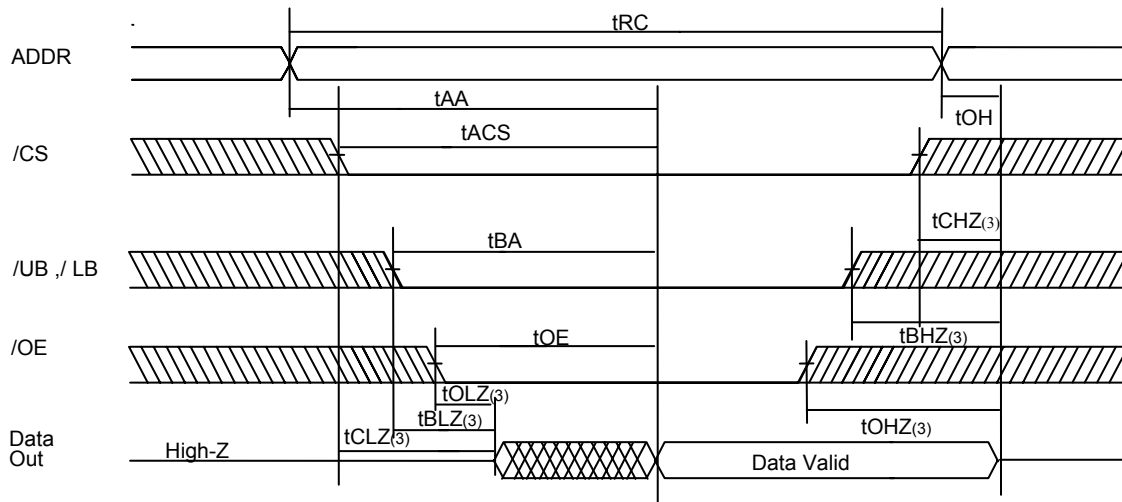 tRC
ADDR
tAA
tOH
tACS
/CS
tCHZ(3)
tBA
/UB ,/ LB
tBHZ(3)
tOE
/OE
tOLZ(3)
tBLZ(3)
tOHZ(3)
tCLZ(3)
Data
Out
High-Z
Data Valid